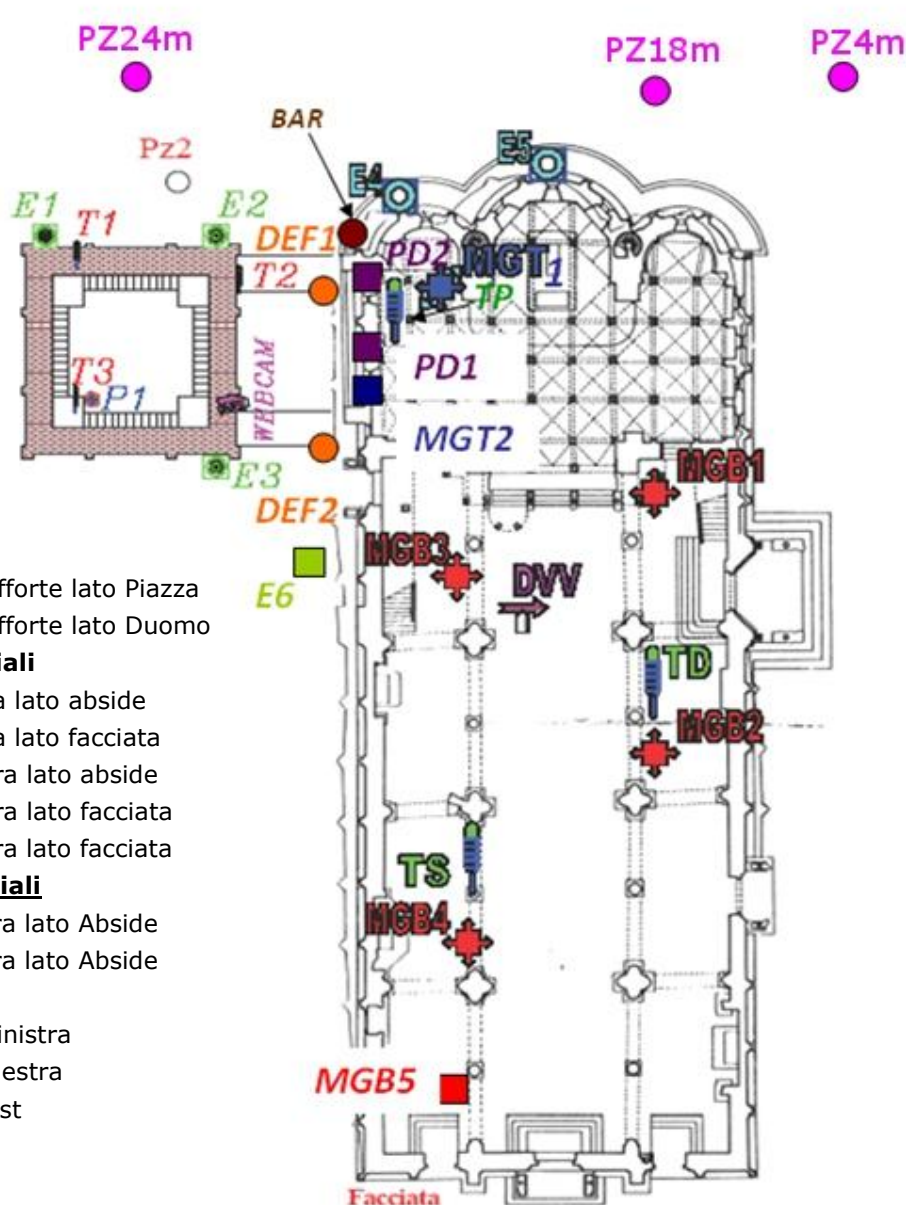 PZ24m
PZ18m
PZ4m
BAR
Pz2
E5
E4
E1
T1
E2
DEF1
PD2
MGT1
T2
TP
WEBCAM
PD1
T3
P1
MGT2
MGB1
E3
DEF2
MGB3
DVV
E6
fforte lato Piazza
fforte lato Duomo
iali
a lato abside
a lato facciata
ra lato abside
ra lato facciata
ra lato facciata
iali
ra lato Abside
ra lato Abside
inistra
estra
st
TD
MGB2
TS
MGB4
MGB5
Facciata